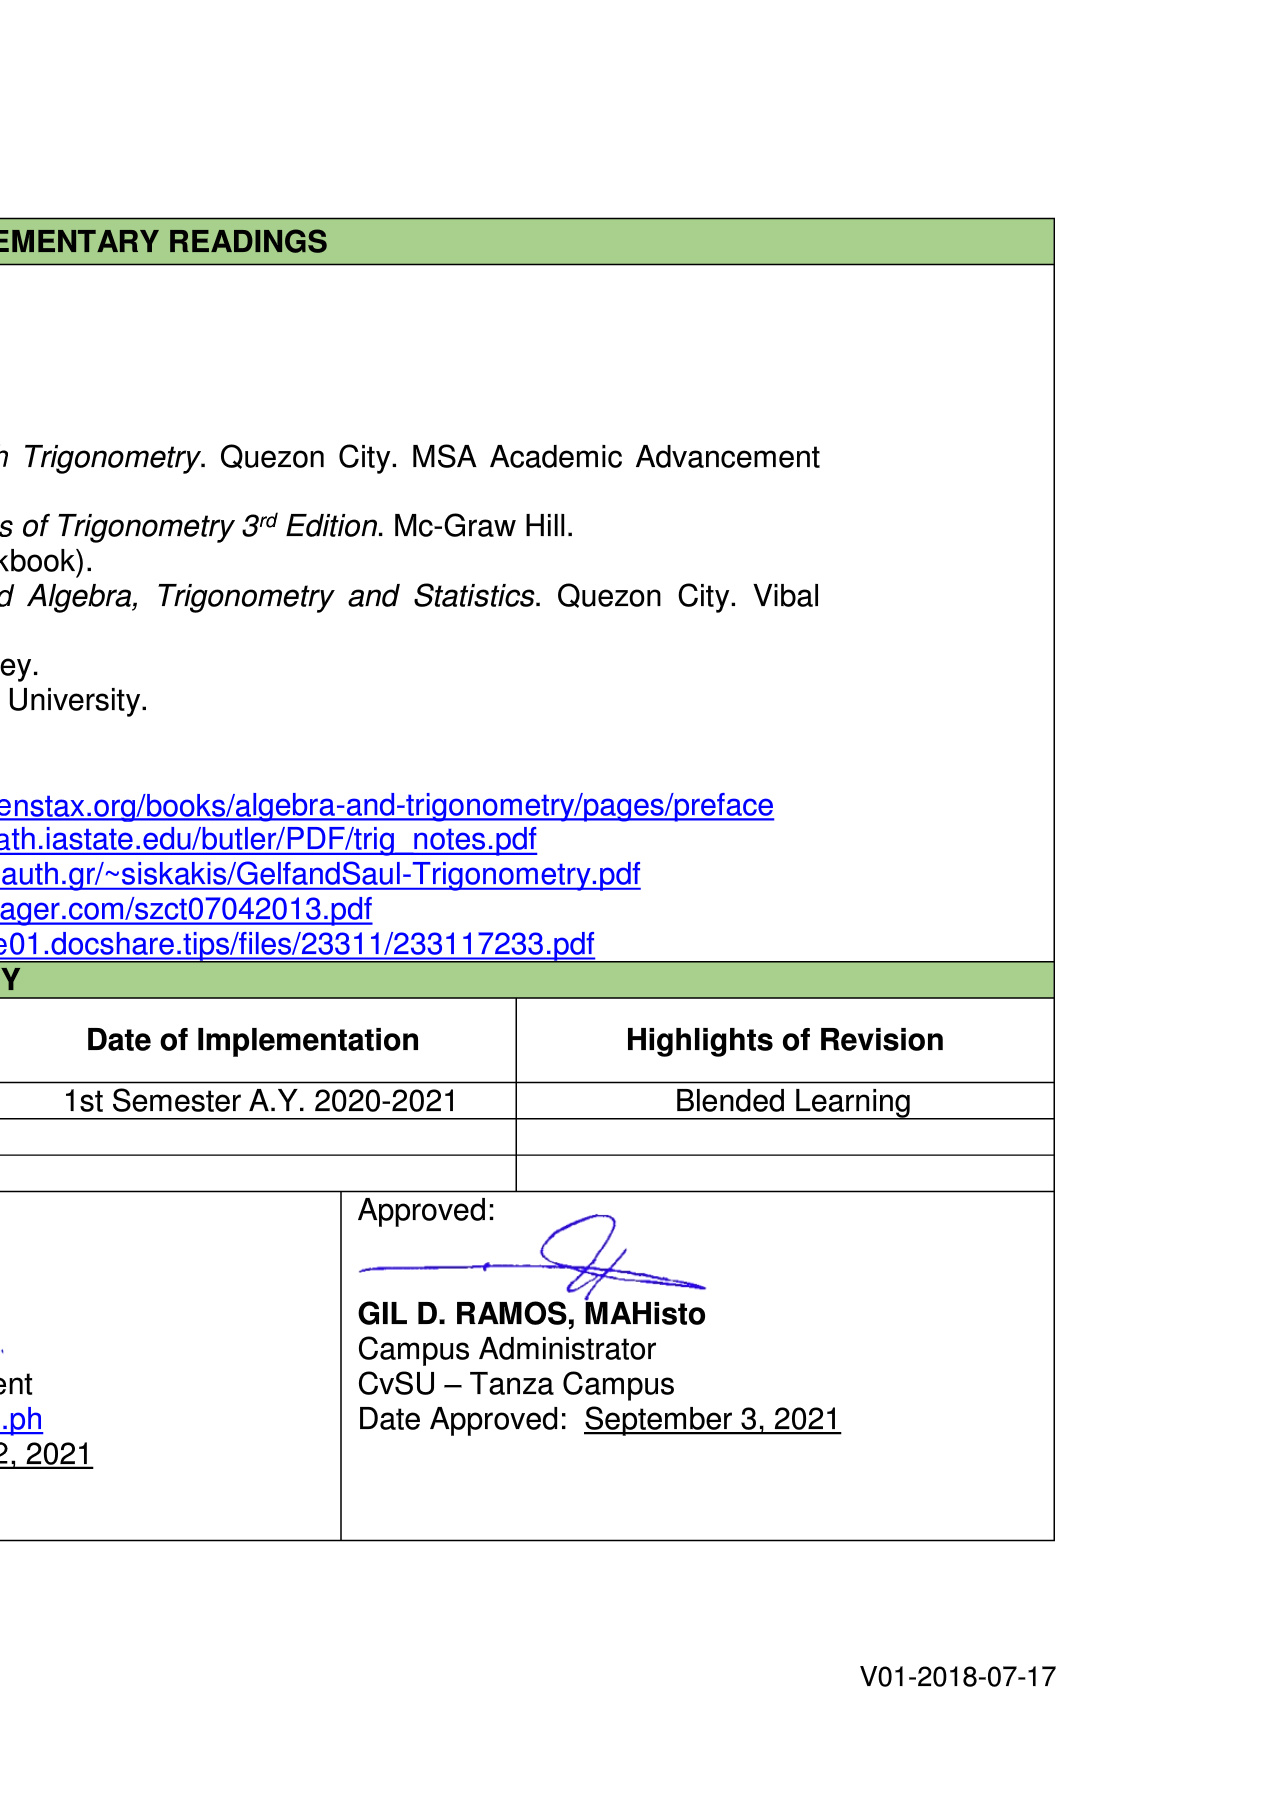 EMENTARY READINGS
h Trigonometry. Quezon City. MSA Academic Advancement
s of Trigonometry 3rd Edition. Mc-Graw Hill.
kbook).
d Algebra, Trigonometry and Statistics. Quezon City. Vibal
ey.
University.
enstax.org/books/algebra-and-trigonometry/pages/preface
ath.iastate.edu/butler/PDF/trig_notes.pdf
auth.gr/~siskakis/GelfandSaul-Trigonometry.pdf
ager.com/szct07042013.pdf
e01.docshare.tips/files/23311/233117233.pdf
Y
Date of Implementation Highlights of Revision
1st Semester A.Y. 2020-2021 Blended Learning
Approved:
GIL D. RAMOS, MAHisto
Campus Administrator
ent CvSU – Tanza Campus
.ph Date Approved: September 3, 2021
2, 2021
V01-2018-07-17